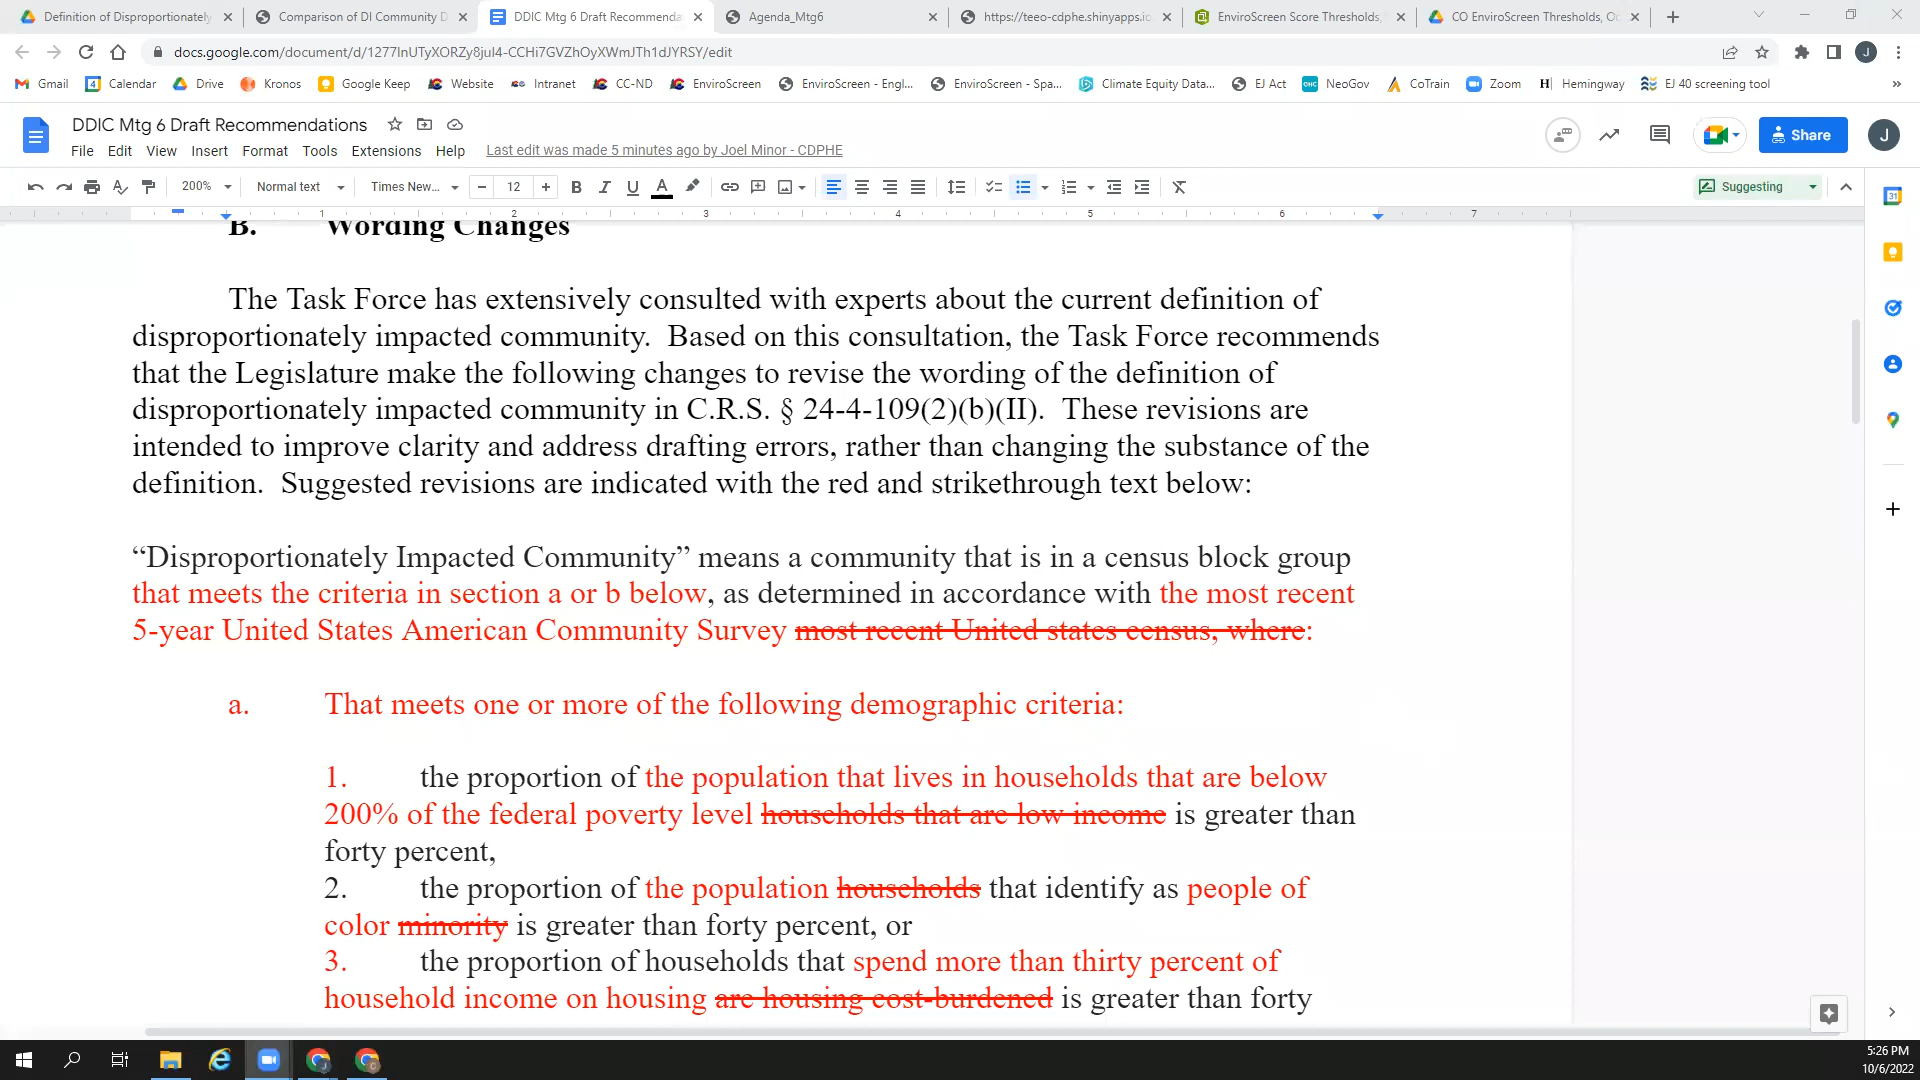 Definition of Disproportionately
Comparison of DI Community D
DDIC Mtg 6 Draft Recommenda
Agenda_Mtg6
https://teeo-cdphe.shinyapps.io
EnviroScreen Score Thresholds,
CO EnviroScreen Thresholds, Oc
docs.google.com/document/d/1277lnUTyXORZy8jul4-CCHi7GVZhOyXWmJTh1dJYRSY/edit
J
Gmail
Calendar
Drive
Kronos
Google Keep
Website
Intranet
CC-ND
EnviroScreen
EnviroScreen - Engl...
EnviroScreen - Spa...
Climate Equity Data...
EJ Act
NeoGov
CoTrain
Zoom
Hemingway
EJ 40 screening tool
»
DDIC Mtg 6 Draft Recommendations
File Edit View Insert Format Tools Extensions Help
Last edit was made 5 minutes ago by Joel Minor - CDPHE
Share
J
200%
Normal text
Times New...
12
B I U A
Suggesting
1 2 3 4 5 6 7
B. Wording Changes
The Task Force has extensively consulted with experts about the current definition of
disproportionately impacted community. Based on this consultation, the Task Force recommends
that the Legislature make the following changes to revise the wording of the definition of
disproportionately impacted community in C.R.S. § 24-4-109(2)(b)(II). These revisions are
intended to improve clarity and address drafting errors, rather than changing the substance of the
definition. Suggested revisions are indicated with the red and strikethrough text below:
“Disproportionately Impacted Community” means a community that is in a census block group
that meets the criteria in section a or b below, as determined in accordance with the most recent
5-year United States American Community Survey most recent United states census, where:
a. That meets one or more of the following demographic criteria:
1. the proportion of the population that lives in households that are below
200% of the federal poverty level households that are low income is greater than
forty percent,
2. the proportion of the population households that identify as people of
color minority is greater than forty percent, or
3. the proportion of households that spend more than thirty percent of
household income on housing are housing cost-burdened is greater than forty
5:26 PM
10/6/2022